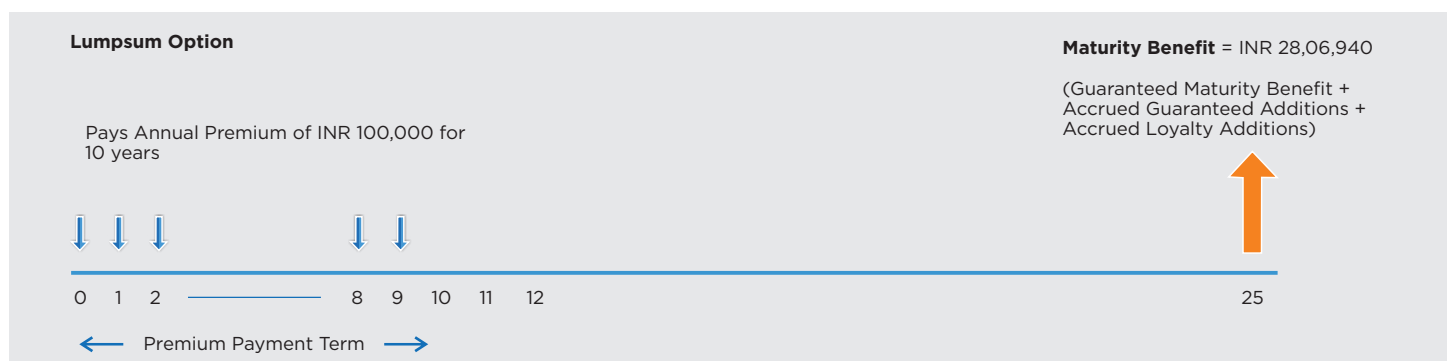 Lumpsum Option
Maturity Benefit = INR 28,06,940
(Guaranteed Maturity Benefit +
Accrued Guaranteed Additions +
Accrued Loyalty Additions)
Pays Annual Premium of INR 100,000 for
10 years
0 1 2 8 9 10 11 12 25
Premium Payment Term